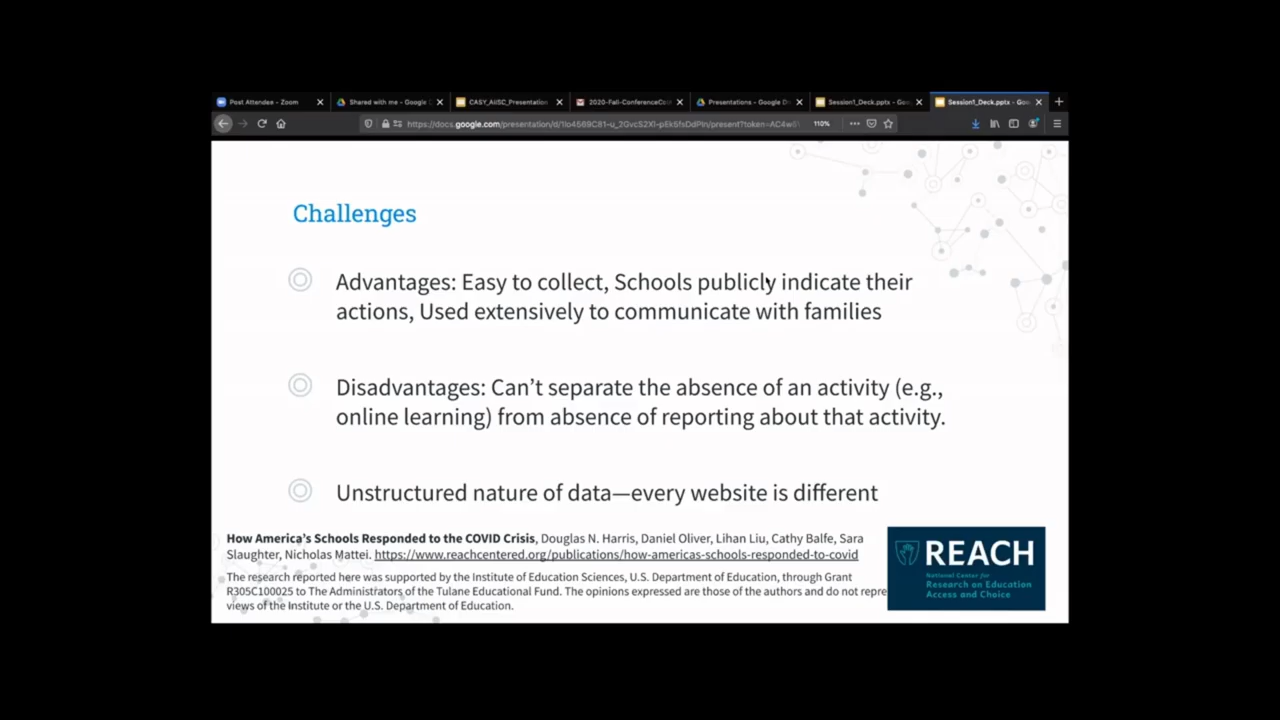 Post Attendee - Zoom
Shared with me - Google
CASY_AIISC_Presentation
2020-Fall-ConferenceCo
Presentations - Google D
Session1_Deck.pptx - Goo
Session1_Deck.pptx - Goo
110%
Challenges
Advantages: Easy to collect, Schools publicly indicate their
actions, Used extensively to communicate with families
Disadvantages: Can't separate the absence of an activity (e.g.,
online learning) from absence of reporting about that activity.
Unstructured nature of data—every website is different
How America's Schools Responded to the COVID Crisis, Douglas N. Harris, Daniel Oliver, Lihan Liu, Cathy Balfe, Sara
Slaughter, Nicholas Mattei. https://www.reachcentered.org/publications/how-americas-schools-responded-to-covid
The research reported here was supported by the Institute of Education Sciences, U.S. Department of Education, through Grant
R305C100025 to The Administrators of the Tulane Educational Fund. The opinions expressed are those of the authors and do not repre
views of the Institute or the U.S. Department of Education.
REACH
National Center for
Research on Education
Access and Choice